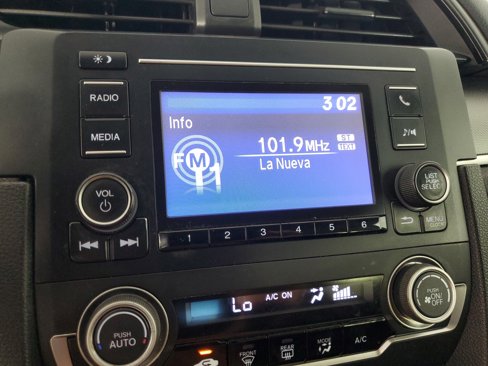 RADIO
MEDIA
VOL
3 02
Info
101.9MHz
ST
TEXT
FM
1
La Nueva
LIST
PUSH
SELECT
MENU
CLOCK
1 2 3 4 5 6
Lo
A/C ON
PUSH
AUTO
PUSH
ON/
OFF
FRONT
REAR
MODE
A/C